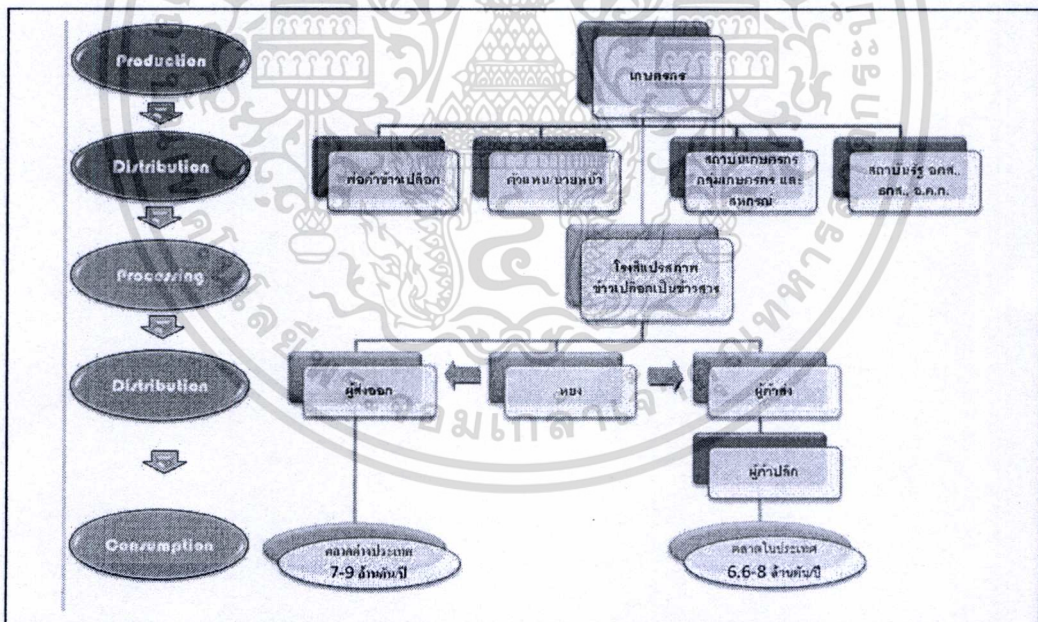 Production
เกษตรกร
Distribution
พ่อค้าข้าวเปลือก
ตัวแทน/นายหน้า
สถาบันเกษตรกร
กลุ่มเกษตรกร และ
สหกรณ์
สถาบันรัฐ อคส.,
ธกส., อ.ต.ก.
Processing
โรงสีแปรสภาพ
ข้าวเปลือกเป็นข้าวสาร
Distribution
ผู้ส่งออก
หยง
ผู้ค้าส่ง
ผู้ค้าปลีก
Consumption
ตลาดต่างประเทศ
7-9 ล้านตัน/ปี
ตลาดในประเทศ
6.6-8 ล้านตัน/ปี